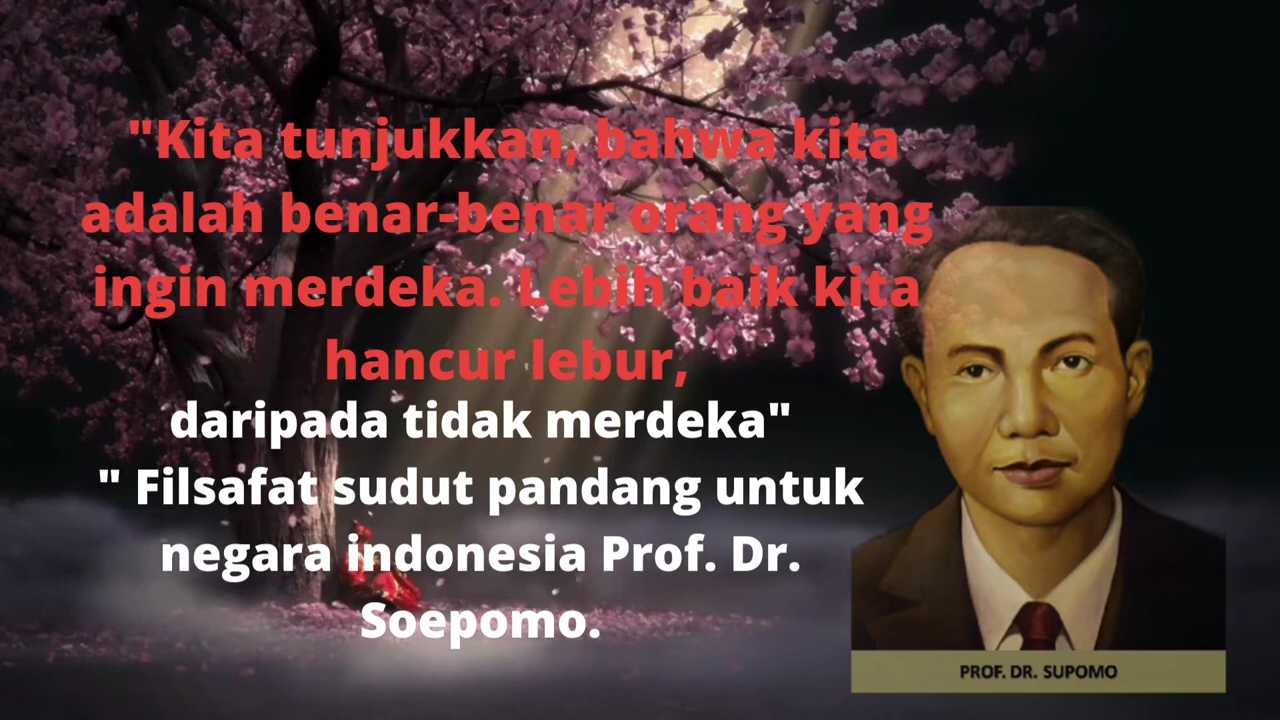 "Kita tunjukkan, bahwa kita
adalah benar-benar orang yang
ingin merdeka. Lebih baik kita
hancur lebur,
daripada tidak merdeka"
" Filsafat sudut pandang untuk
negara indonesia Prof. Dr.
Soepomo.
PROF. DR. SUPOMO